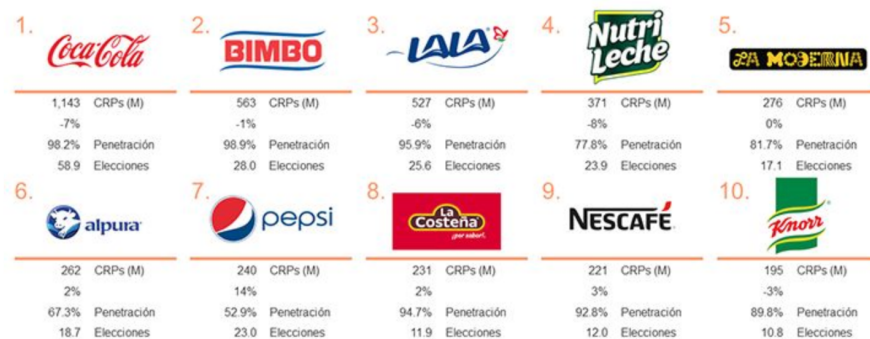 1. Coca-Cola
1,143 CRPs (M)
-7%
98.2% Penetración
58.9 Elecciones
2. BIMBO
563 CRPs (M)
-1%
98.9% Penetración
28.0 Elecciones
3. LALA
527 CRPs (M)
-6%
95.9% Penetración
25.6 Elecciones
4. Nutri
Leche
371 CRPs (M)
-8%
77.8% Penetración
23.9 Elecciones
5. LA MODERNA
276 CRPs (M)
0%
81.7% Penetración
17.1 Elecciones
6. alpura
262 CRPs (M)
2%
67.3% Penetración
18.7 Elecciones
7. pepsi
240 CRPs (M)
14%
52.9% Penetración
23.0 Elecciones
8. La
Costeña
¡por sabor!
231 CRPs (M)
2%
94.7% Penetración
11.9 Elecciones
9. NESCAFÉ
221 CRPs (M)
3%
92.8% Penetración
12.0 Elecciones
10. Knorr
195 CRPs (M)
-3%
89.8% Penetración
10.8 Elecciones